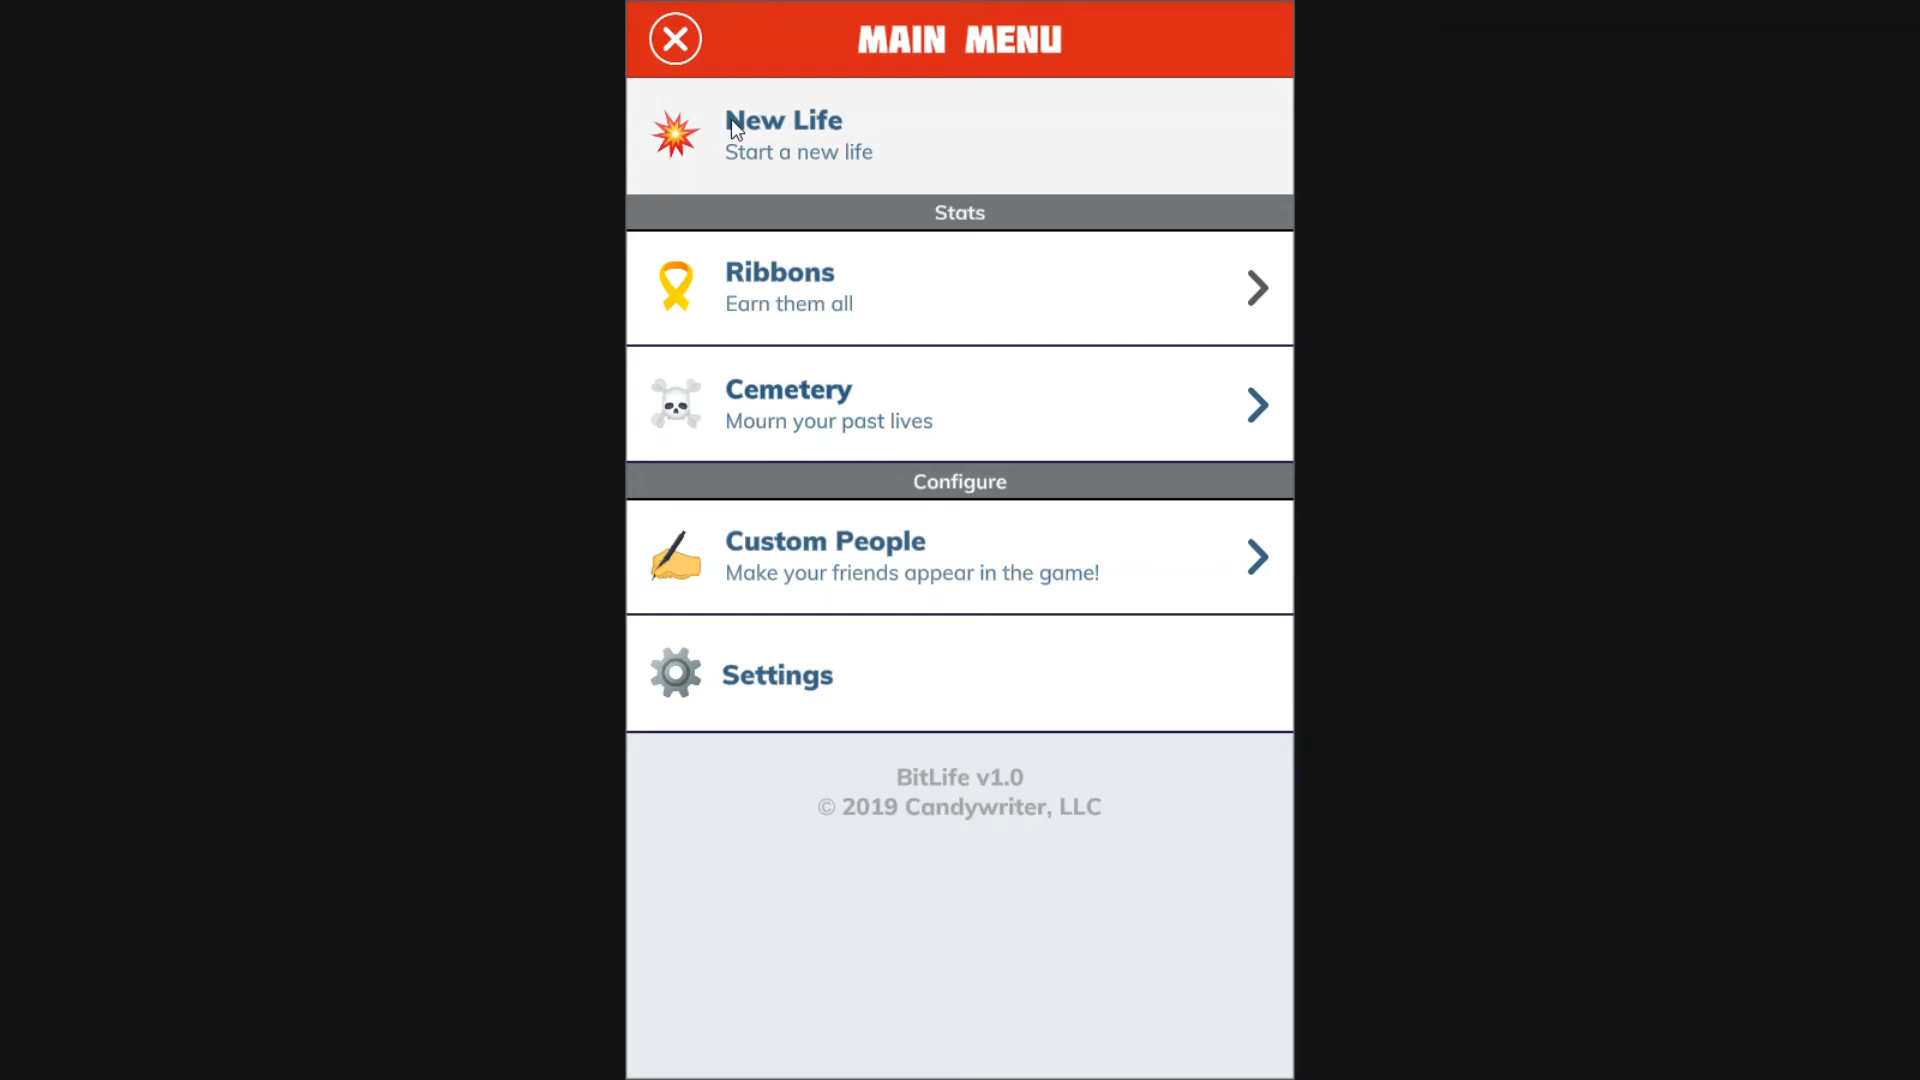 MAIN MENU
New Life
Start a new life
Stats
Ribbons
Earn them all
Cemetery
Mourn your past lives
Configure
Custom People
Make your friends appear in the game!
Settings
BitLife v1.0
© 2019 Candywriter, LLC